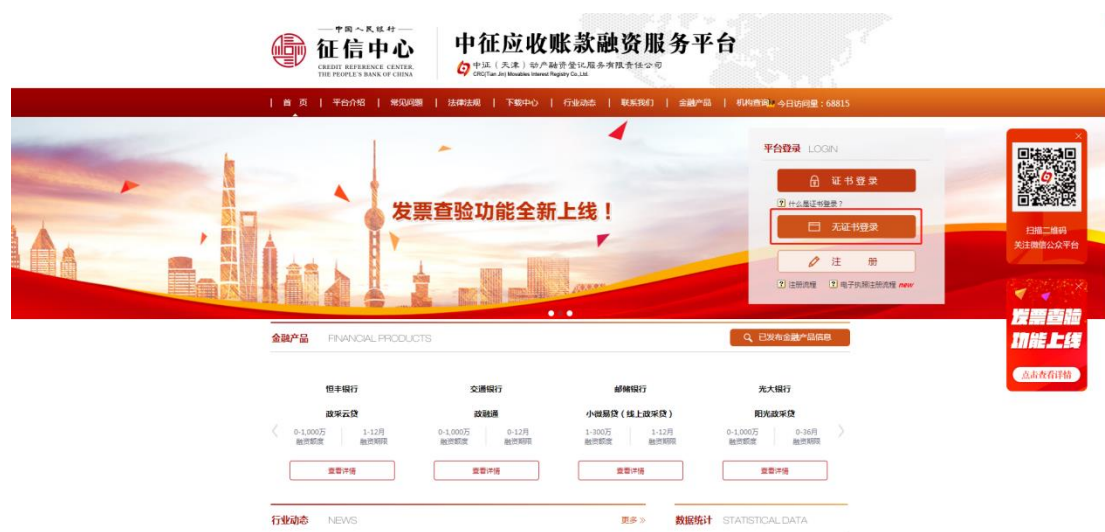 中国人民银行
征信中心
CREDIT REFERENCE CENTER,
THE PEOPLE'S BANK OF CHINA
中征应收账款融资服务平台
中征（天津）动产融资登记服务有限责任公司
CRC(Tian Jin) Movables Interest Registry Co.,Ltd.
首 页 | 平台介绍 | 常见问题 | 法律法规 | 下载中心 | 行业动态 | 联系我们 | 金融产品 | 机构查询 今日访问量：68815
发票查验功能全新上线！
平台登录 LOGIN
证书登录
什么是证书登录？
无证书登录
注 册
注册流程 电子执照注册流程 new
扫描二维码
关注微信公众平台
发票查验
功能上线
点击查看详情
金融产品 FINANCIAL PRODUCTS
已发布金融产品信息
恒丰银行 交通银行 邮储银行 光大银行
政采云贷 政融通 小微易贷（线上政采贷） 阳光政采贷
0-1,000万 1-12月 0-1,000万 0-12月 1-300万 1-12月 0-1,000万 0-36月
融资额度 融资期限 融资额度 融资期限 融资额度 融资期限 融资额度 融资期限
查看详情 查看详情 查看详情 查看详情
行业动态 NEWS 更多 » 数据统计 STATISTICAL DATA